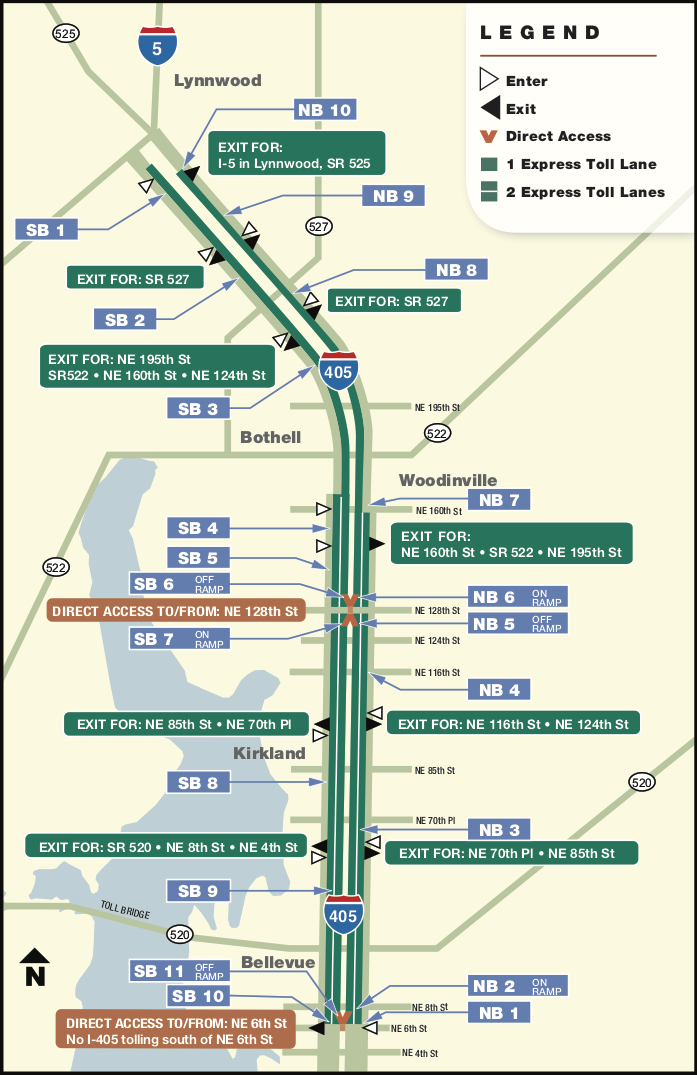 525
5
Lynnwood
LEGEND
Enter
Exit
Direct Access
1 Express Toll Lane
2 Express Toll Lanes
NB 10
EXIT FOR:
I-5 in Lynnwood, SR 525
NB 9
SB 1
527
EXIT FOR: SR 527
NB 8
EXIT FOR: SR 527
SB 2
EXIT FOR: NE 195th St
SR522 • NE 160th St • NE 124th St
405
SB 3
NE 195th St
522
Bothell
Woodinville
NB 7
NE 160th St
SB 4
EXIT FOR:
NE 160th St • SR 522 • NE 195th St
SB 5
522
SB 6 OFF RAMP
NB 6 ON RAMP
DIRECT ACCESS TO/FROM: NE 128th St
NE 128th St
NB 5 OFF RAMP
SB 7 ON RAMP
NE 124th St
NE 116th St
NB 4
EXIT FOR: NE 85th St • NE 70th Pl
EXIT FOR: NE 116th St • NE 124th St
Kirkland
NE 85th St
SB 8
520
NE 70th Pl
NB 3
EXIT FOR: SR 520 • NE 8th St • NE 4th St
EXIT FOR: NE 70th Pl • NE 85th St
SB 9
TOLL BRIDGE
405
520
N
Bellevue
SB 11 OFF RAMP
NB 2 ON RAMP
SB 10
NE 8th St
NB 1
DIRECT ACCESS TO/FROM: NE 6th St
No I-405 tolling south of NE 6th St
NE 6th St
NE 4th St